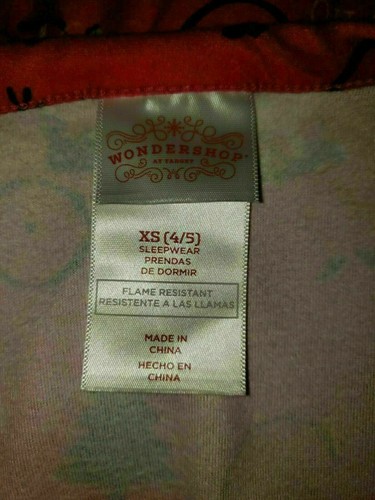 WONDERSHOP
AT TARGET
XS (4/5)
SLEEPWEAR
PRENDAS
DE DORMIR
FLAME RESISTANT
RESISTENTE A LAS LLAMAS
MADE IN
CHINA
HECHO EN
CHINA